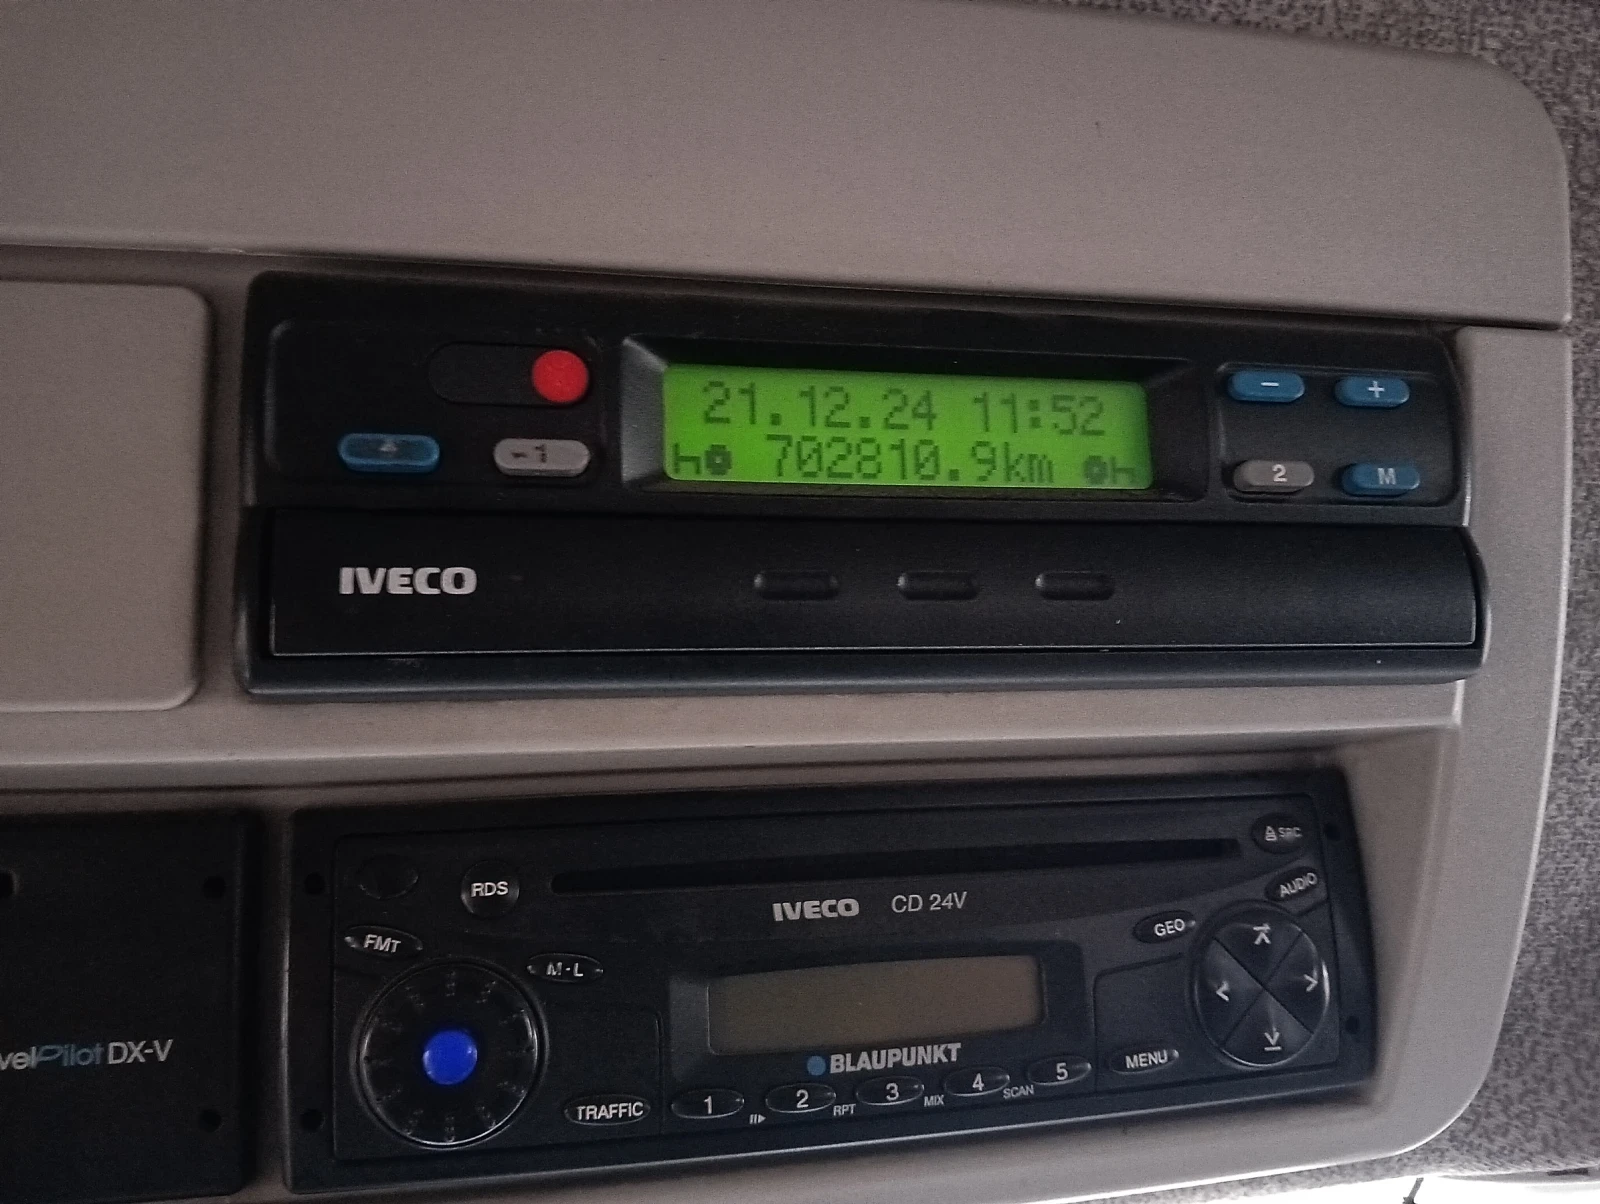 21.12.24 11:52
702810.9km
1
2
M
- +
IVECO
SRC
RDS
AUDIO
IVECO CD 24V
GEO
FMT
M-L
velPilot DX-V
BLAUPUNKT
MENU
TRAFFIC
1 2 3 4 5
RPT MIX SCAN